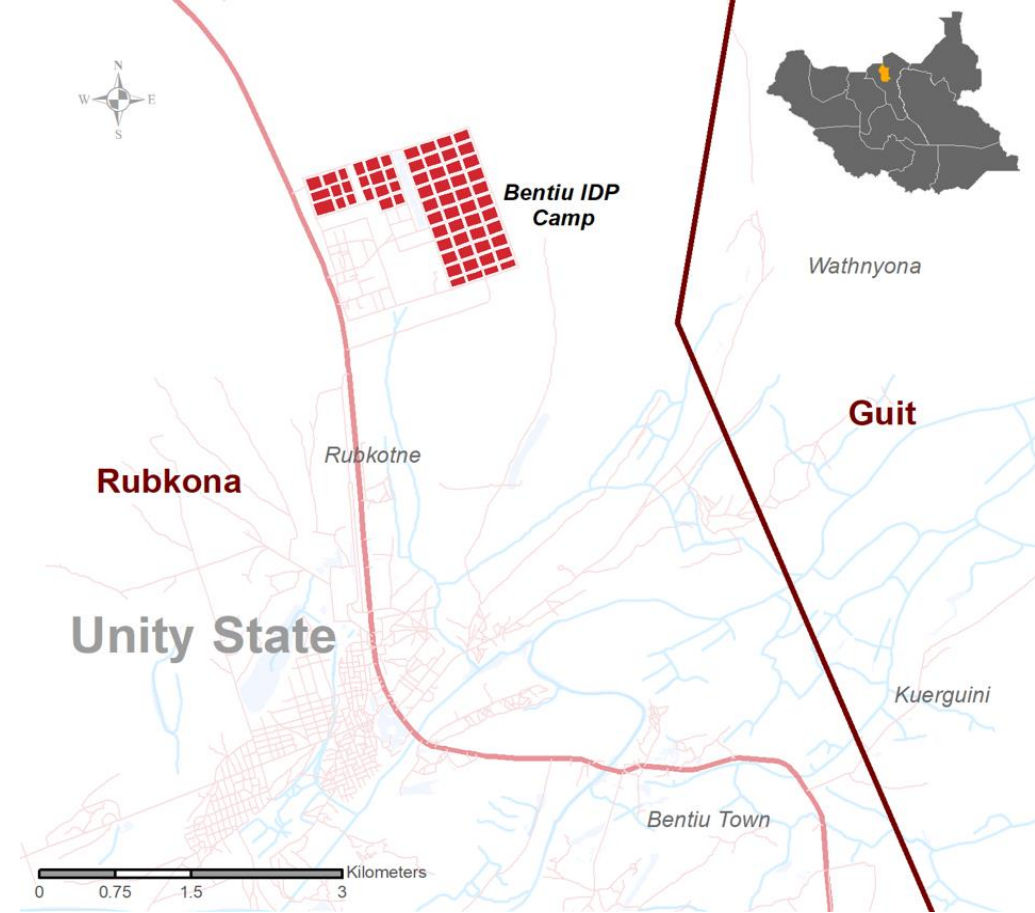 N
W E
S
Bentiu IDP
Camp
Wathnyona
Guit
Rubkotne
Rubkona
Unity State
Kuerguini
Bentiu Town
Kilometers
0 0.75 1.5 3